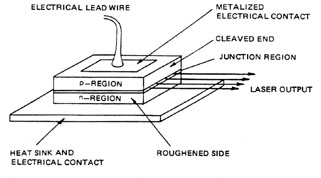 ELECTRICAL LEAD WIRE
METALIZED
ELECTRICAL CONTACT
CLEAVED END
JUNCTION REGION
p-REGION
n-REGION
LASER OUTPUT
HEAT SINK AND
ELECTRICAL CONTACT
ROUGHENED SIDE